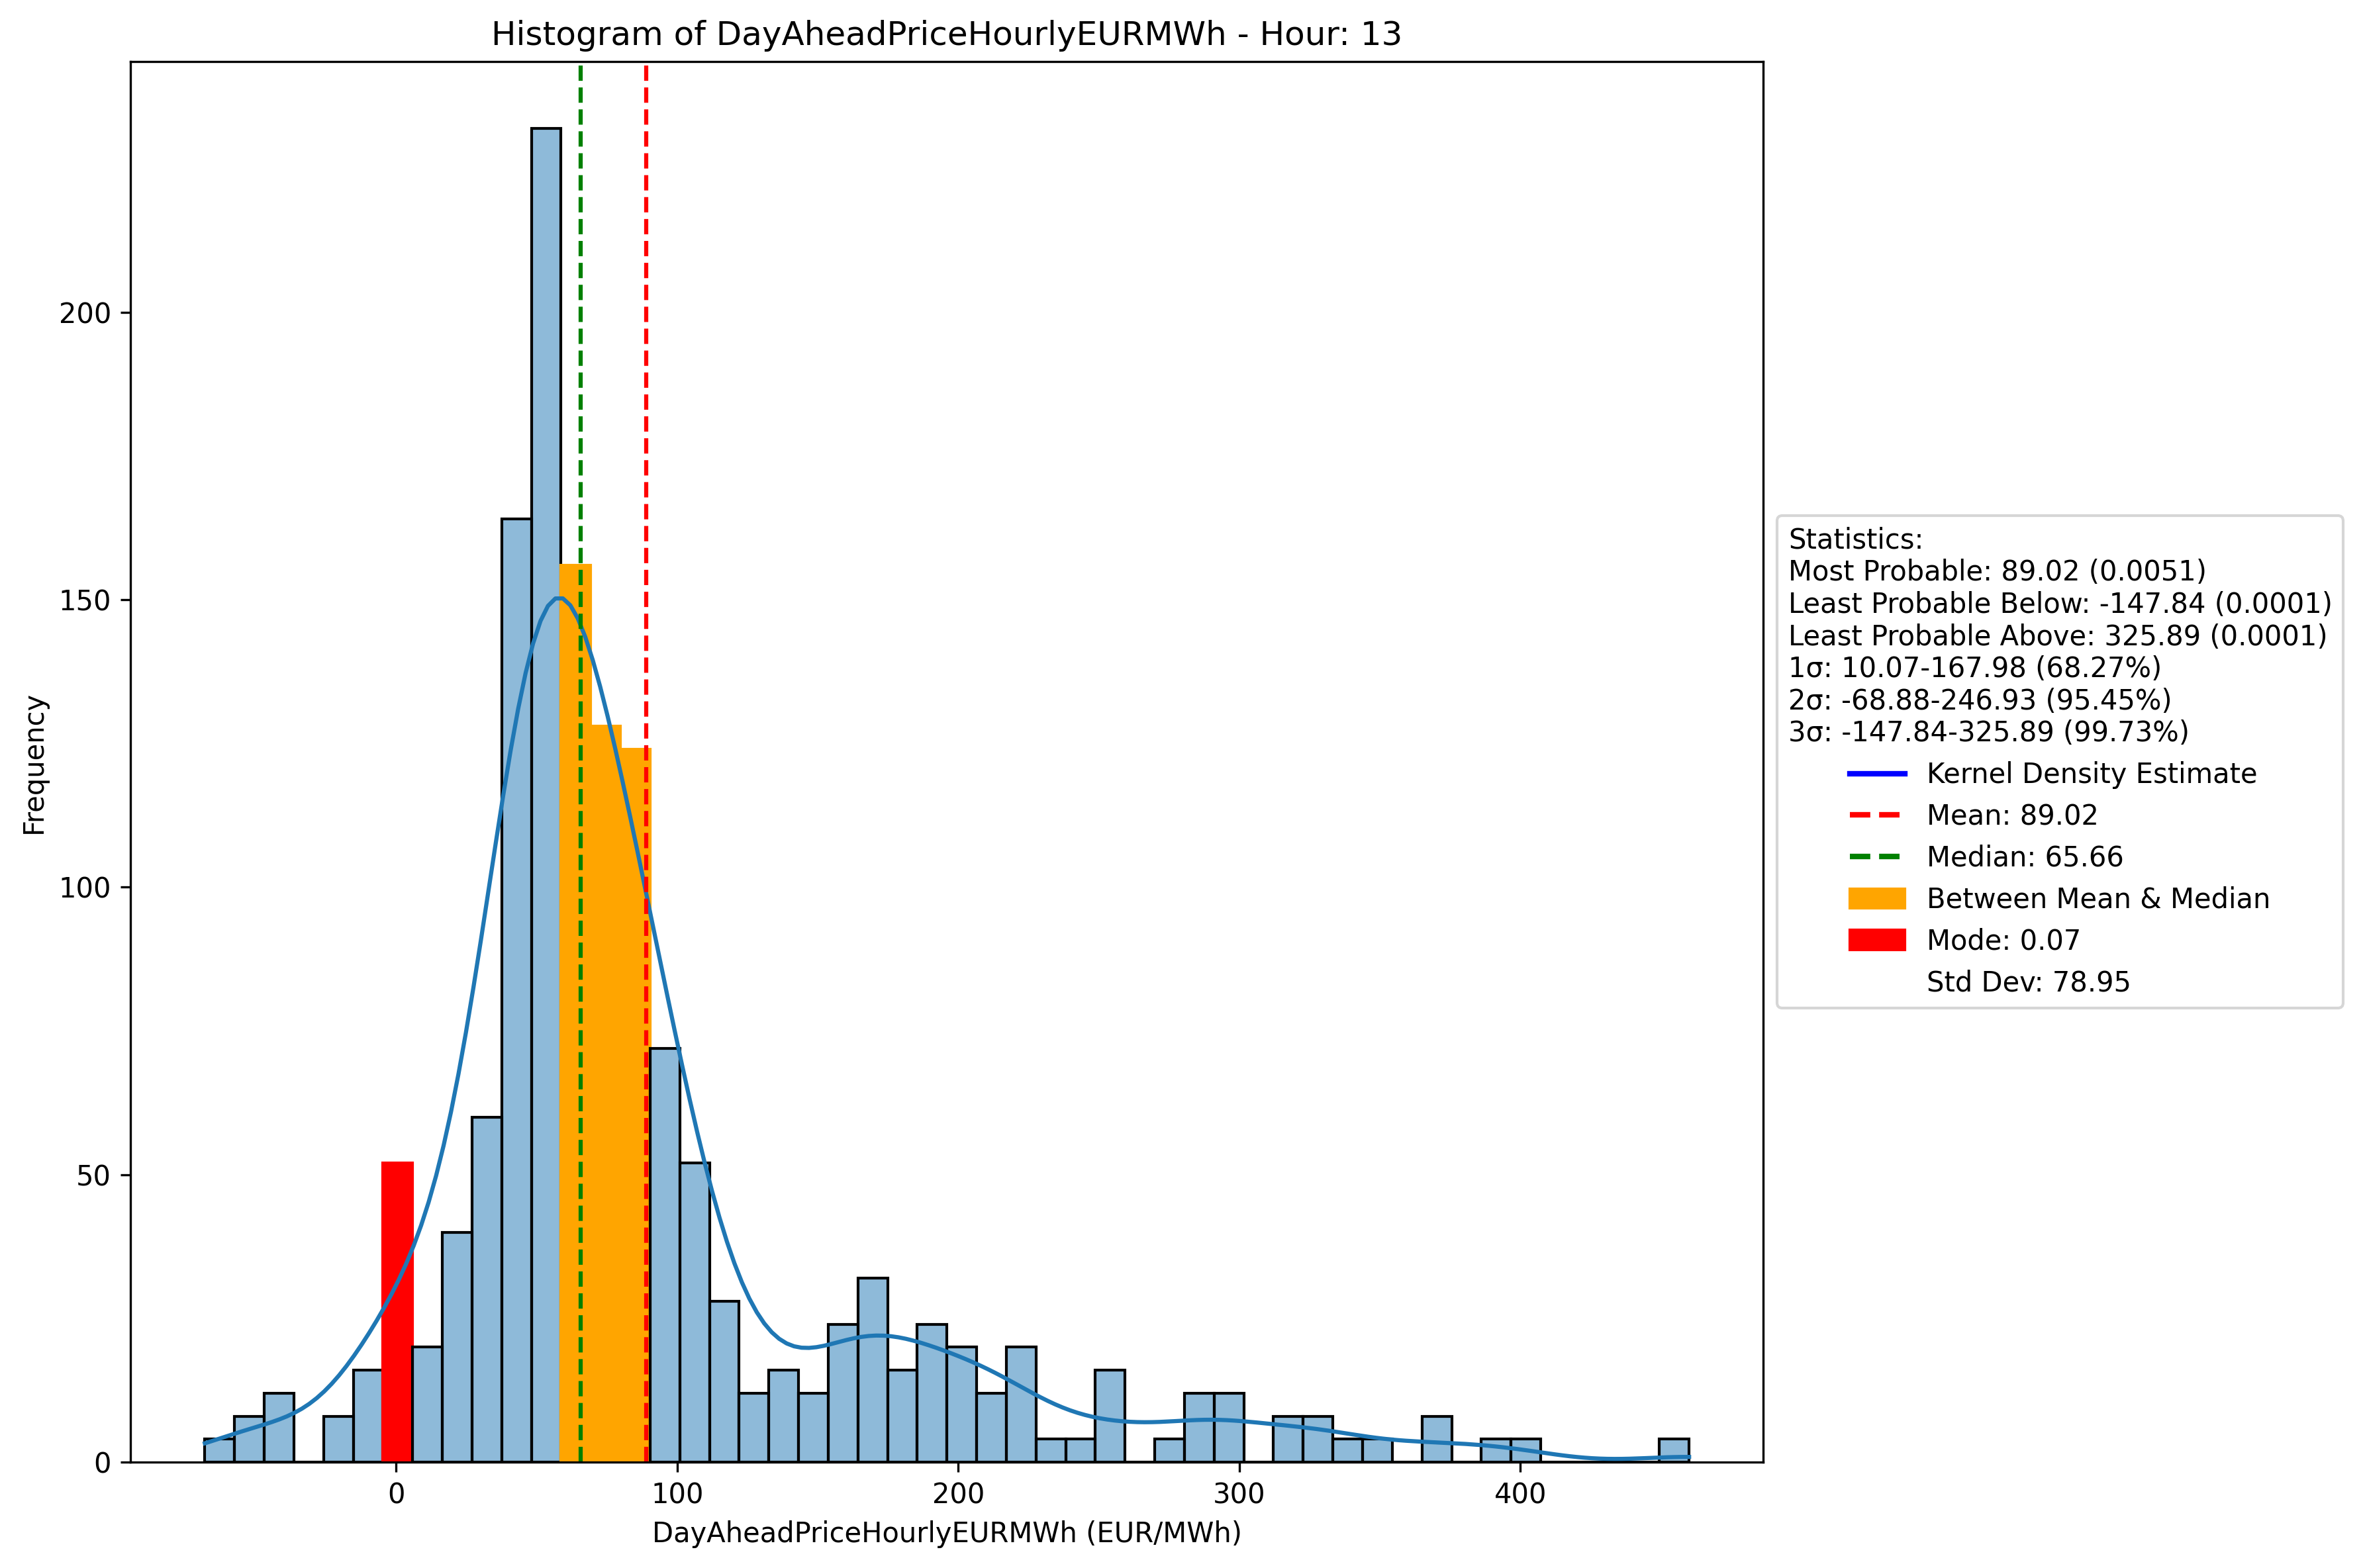 Histogram of DayAheadPriceHourlyEURMWh - Hour: 13
Frequency
200
150
100
50
0
0 100 200 300 400
DayAheadPriceHourlyEURMWh (EUR/MWh)
Statistics:
Most Probable: 89.02 (0.0051)
Least Probable Below: -147.84 (0.0001)
Least Probable Above: 325.89 (0.0001)
1σ: 10.07-167.98 (68.27%)
2σ: -68.88-246.93 (95.45%)
3σ: -147.84-325.89 (99.73%)
Kernel Density Estimate
Mean: 89.02
Median: 65.66
Between Mean & Median
Mode: 0.07
Std Dev: 78.95